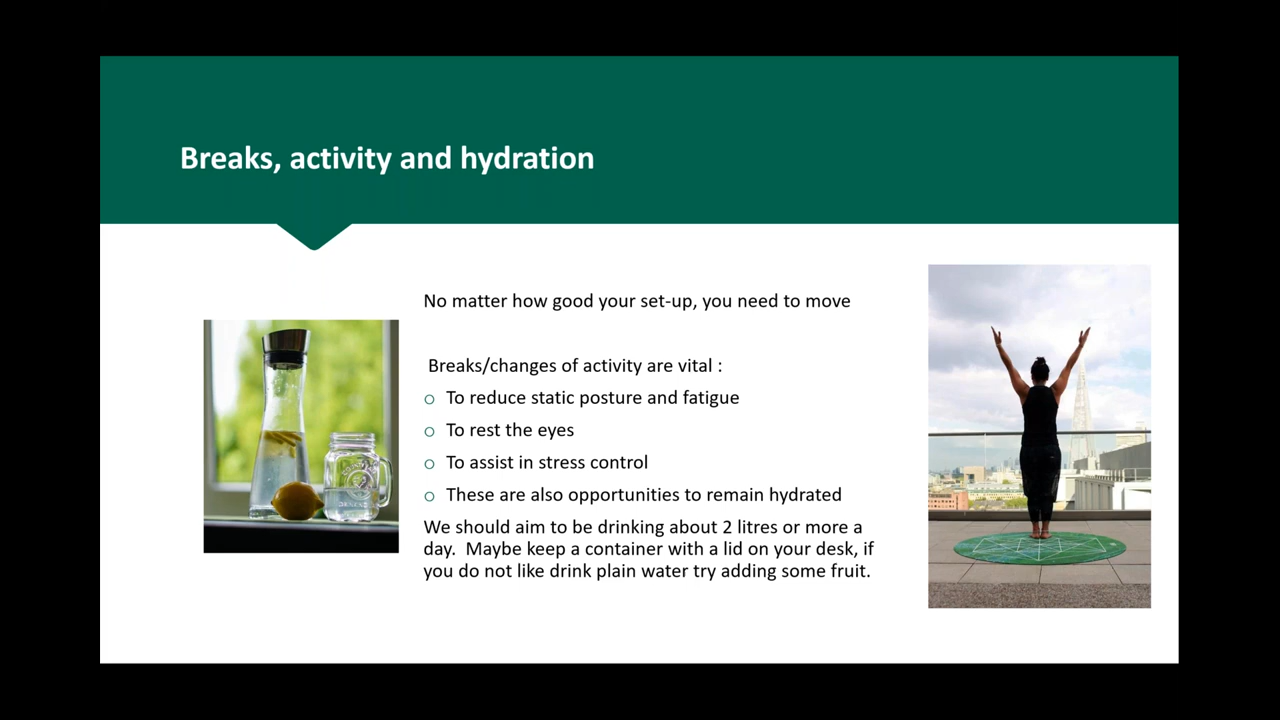 Breaks, activity and hydration
No matter how good your set-up, you need to move
Breaks/changes of activity are vital :
o To reduce static posture and fatigue
o To rest the eyes
o To assist in stress control
o These are also opportunities to remain hydrated
We should aim to be drinking about 2 litres or more a
day. Maybe keep a container with a lid on your desk, if
you do not like drink plain water try adding some fruit.